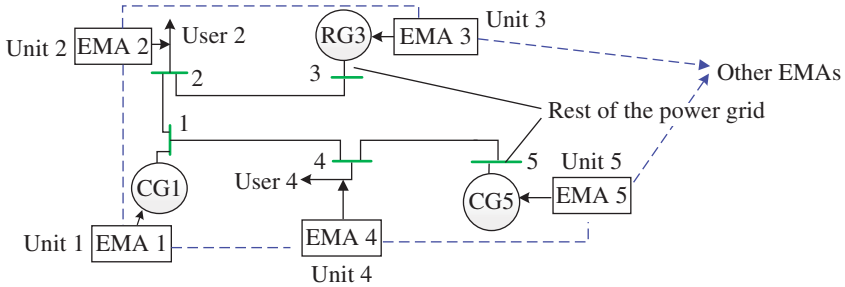 Unit 2
EMA 2
User 2
RG3
EMA 3
Unit 3
Other EMAs
2
3
Rest of the power grid
1
4
5
Unit 5
CG1
User 4
CG5
EMA 5
Unit 1
EMA 1
EMA 4
Unit 4